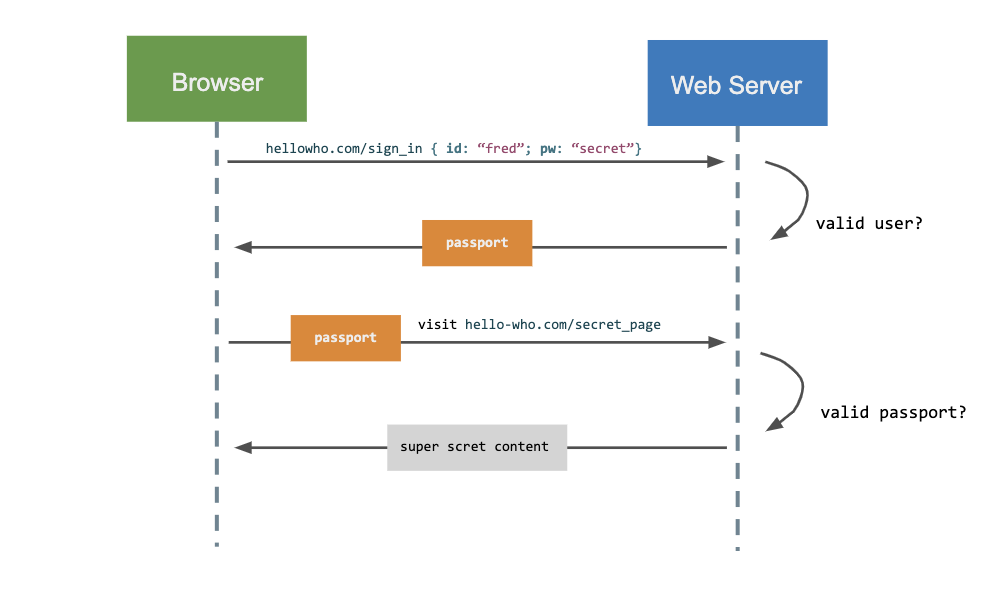 Browser
Web Server
hellowho.com/sign_in { id: “fred”; pw: “secret”}
valid user?
passport
passport
visit hello-who.com/secret_page
valid passport?
super scret content